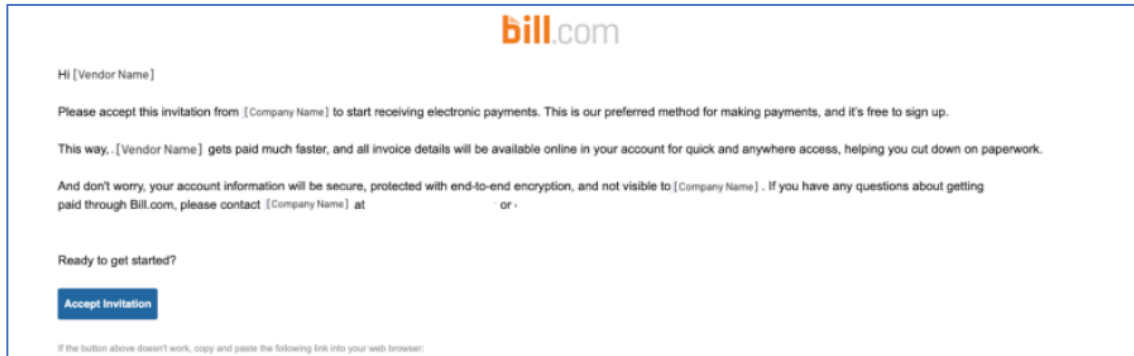 bill.com
Hi [Vendor Name]
Please accept this invitation from [Company Name] to start receiving electronic payments. This is our preferred method for making payments, and it's free to sign up.
This way, . [Vendor Name] gets paid much faster, and all invoice details will be available online in your account for quick and anywhere access, helping you cut down on paperwork.
And don't worry, your account information will be secure, protected with end-to-end encryption, and not visible to [Company Name] . If you have any questions about getting
paid through Bill.com, please contact [Company Name] at or
Ready to get started?
Accept Invitation
If the button above doesn't work, copy and paste the following link into your web browser: